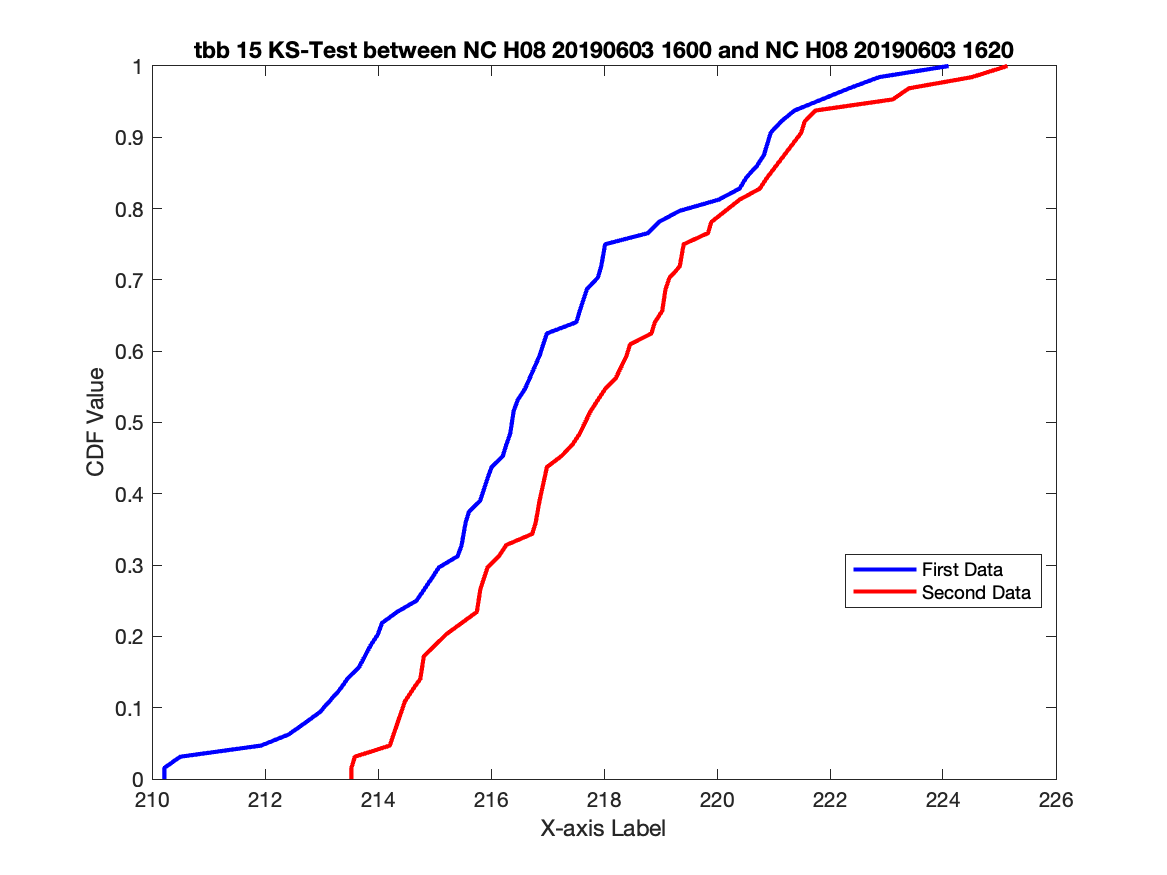 tbb 15 KS-Test between NC H08 20190603 1600 and NC H08 20190603 1620
1
0.9
0.8
0.7
0.6
0.5
0.4
0.3
0.2
0.1
0
CDF Value
First Data
Second Data
210 212 214 216 218 220 222 224 226
X-axis Label